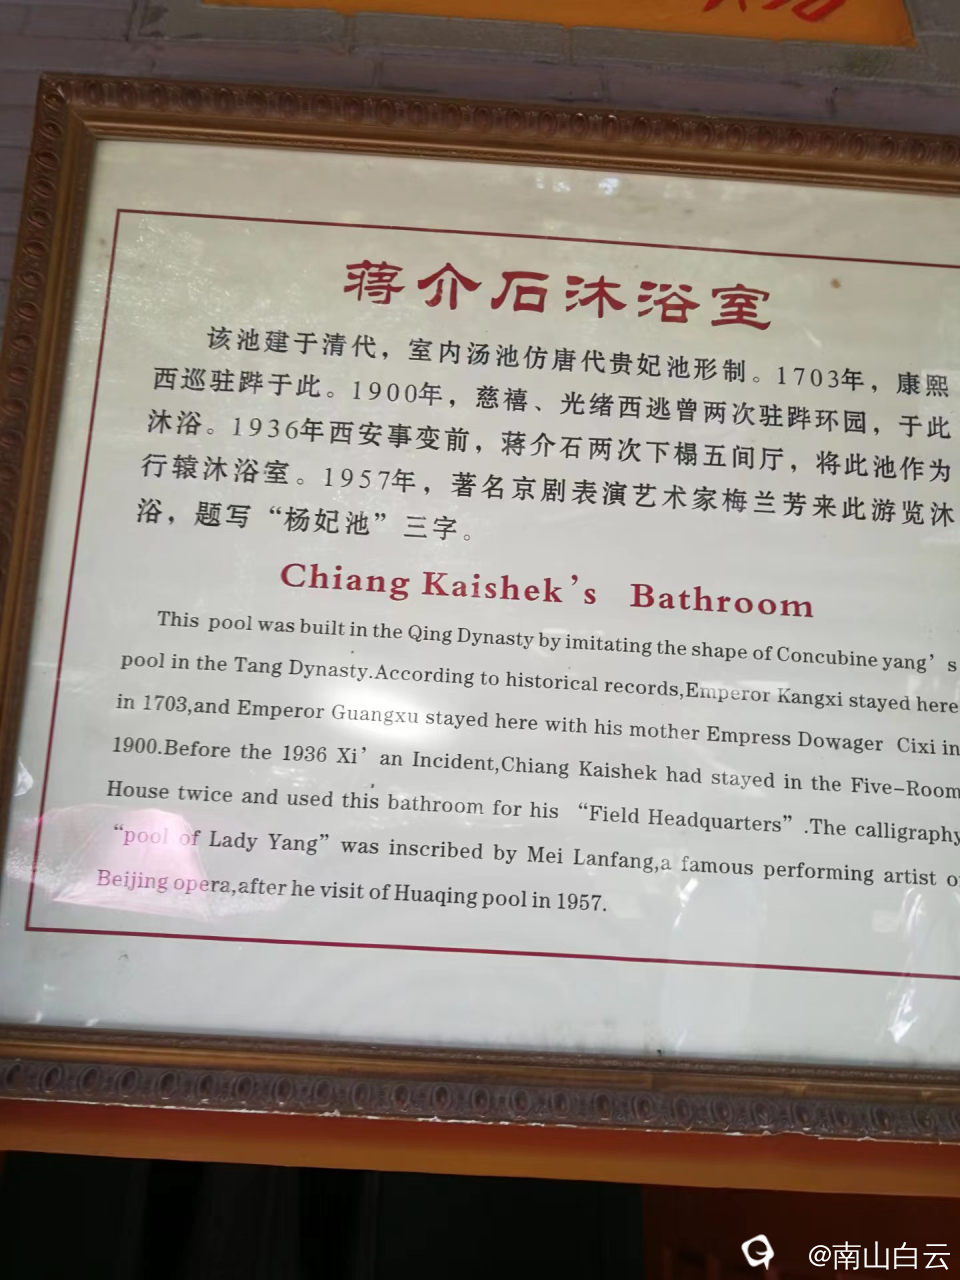 蒋介石沐浴室
该池建于清代，室内汤池仿唐代贵妃池形制。1703年，康熙
西巡驻跸于此。1900年，慈禧、光绪西逃曾两次驻跸环园，于此
沐浴。1936年西安事变前，蒋介石两次下榻五间厅，将此池作为
行辕沐浴室。1957年，著名京剧表演艺术家梅兰芳来此游览沐
浴，题写“杨妃池”三字。
Chiang Kaishek’s Bathroom
This pool was built in the Qing Dynasty by imitating the shape of Concubine yang’s
pool in the Tang Dynasty.According to historical records,Emperor Kangxi stayed here
in 1703,and Emperor Guangxu stayed here with his mother Empress Dowager Cixi in
1900.Before the 1936 Xi’an Incident,Chiang Kaishek had stayed in the Five-Room
House twice and used this bathroom for his “Field Headquarters”.The calligraphy
“pool of Lady Yang” was inscribed by Mei Lanfang,a famous performing artist o
Beijing opera,after he visit of Huaqing pool in 1957.
@南山白云